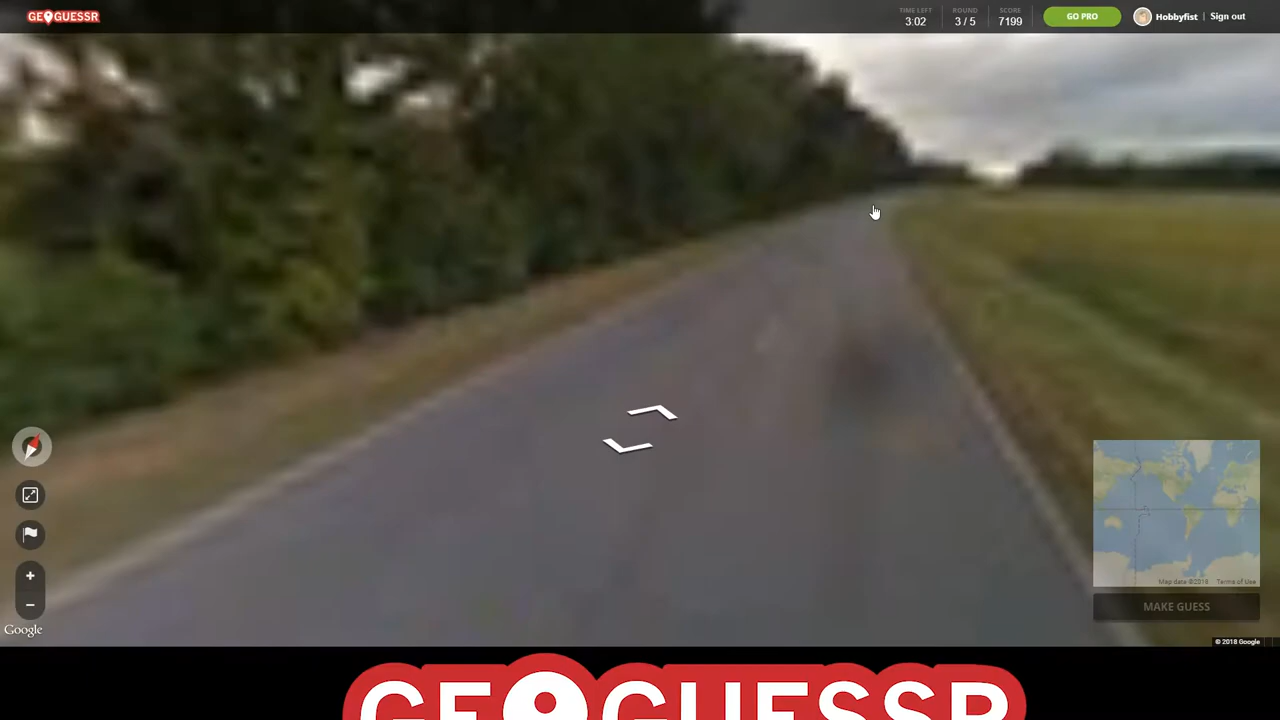 GEOGUESSR
TIME LEFT
3:02
ROUND
3 / 5
SCORE
7199
GO PRO
Hobbyfist | Sign out
Map data ©2018 Terms of Use
MAKE GUESS
Google
© 2018 Google
GEOGUESSR